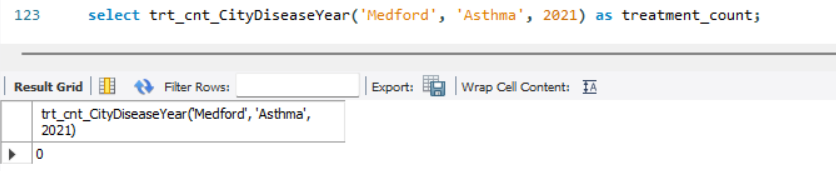 123 select trt_cnt_CityDiseaseYear('Medford', 'Asthma', 2021) as treatment_count;
Result Grid Filter Rows: Export: Wrap Cell Content: IA
trt_cnt_CityDiseaseYear('Medford', 'Asthma',
2021)
0